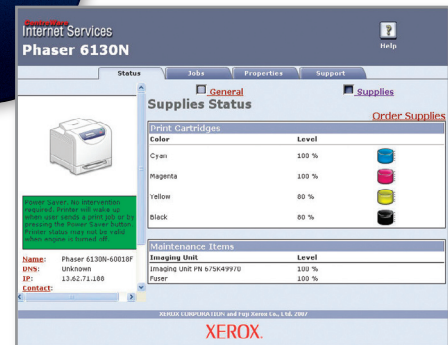 CentreWare
Internet Services
Phaser 6130N
Help
Status
Jobs
Properties
Support
General
Supplies
Supplies Status
Order Supplies
Print Cartridges
Color Level
Cyan 100 %
Magenta 100 %
Yellow 80 %
Black 80 %
Maintenance Items
Imaging Unit Level
Imaging Unit PN 675K49970 100 %
Fuser 100 %
Power Saver. No intervention
required. Printer will wake up
when user sends a print job or by
pressing the Power Saver button.
Printer status may not be valid
when engine is turned off.
Name: Phaser 6130N-60018F
DNS: Unknown
IP: 13.62.71.188
Contact:
XEROX CORPORATION and Fuji Xerox Co., Ltd. 2007
XEROX.